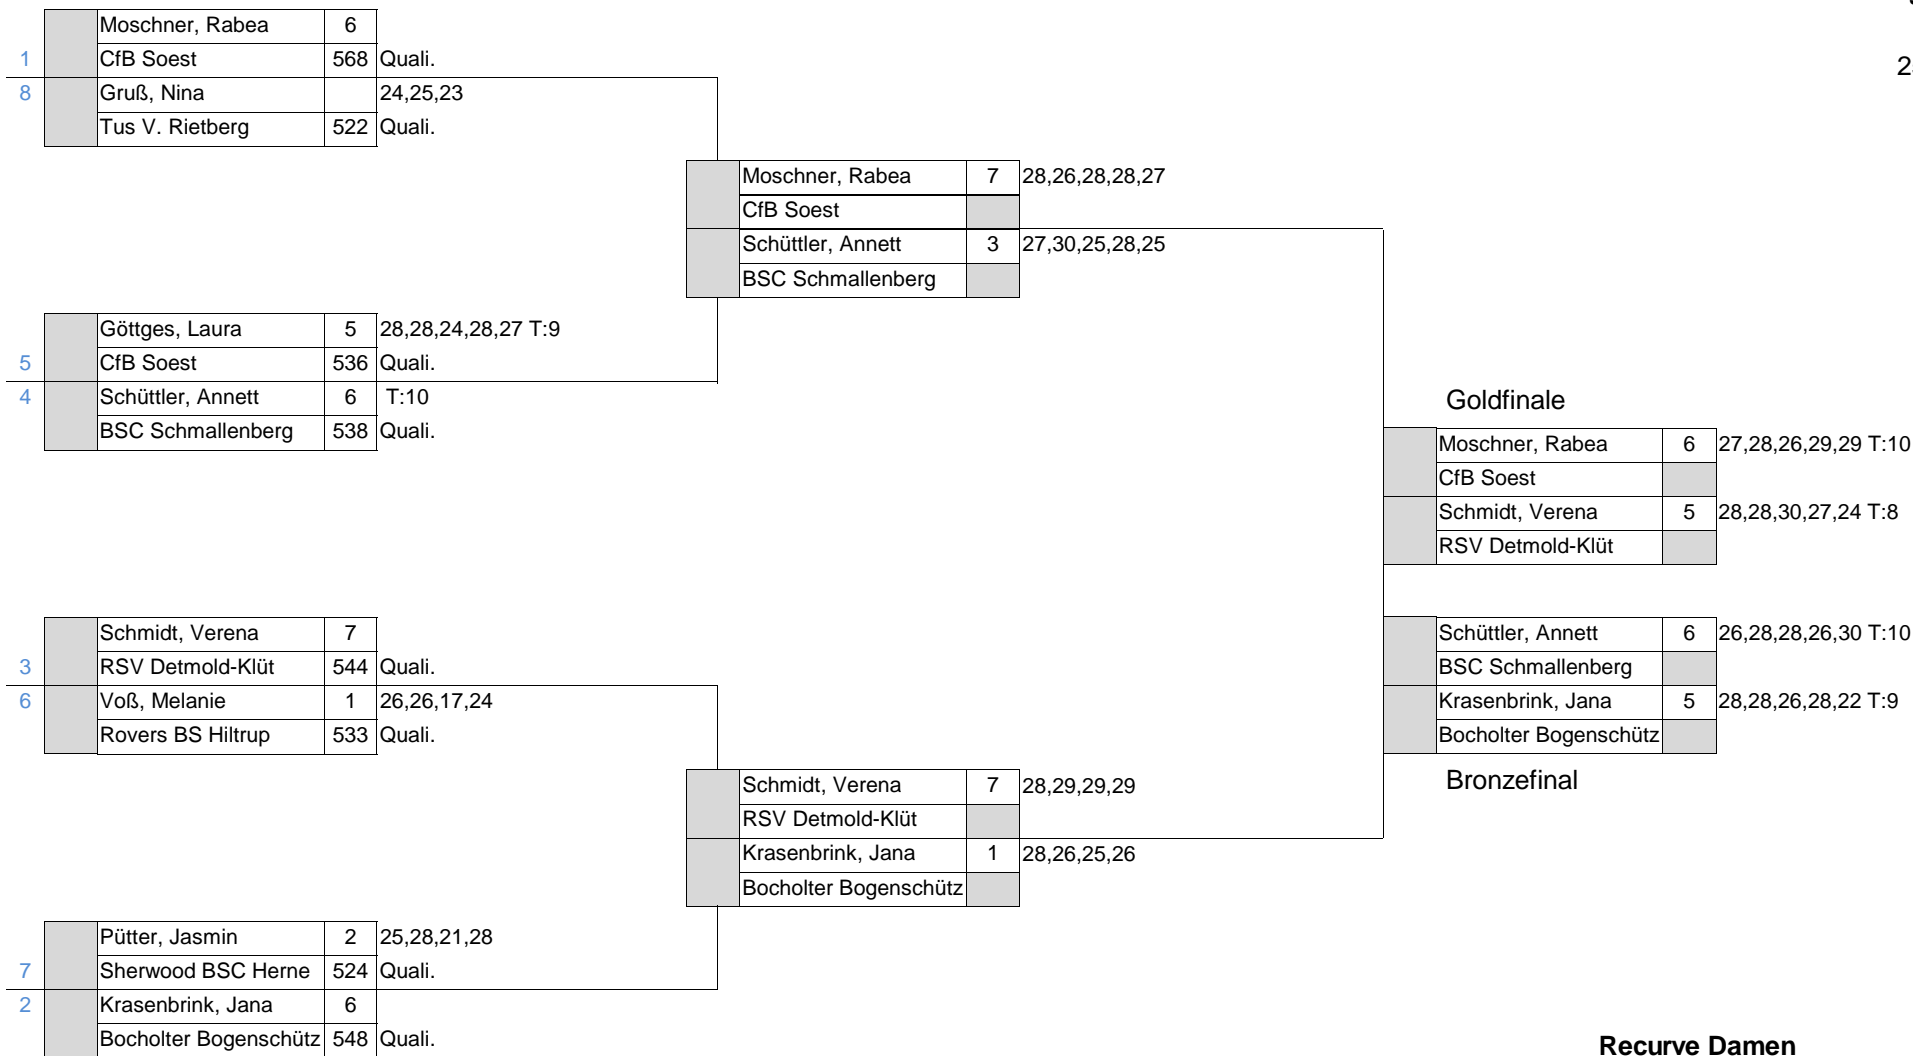 Moschner, Rabea 6
1 CfB Soest 568 Quali.
8 Gruß, Nina 24,25,23
Tus V. Rietberg 522 Quali.
Moschner, Rabea 7 28,26,28,28,27
CfB Soest
Schüttler, Annett 3 27,30,25,28,25
BSC Schmallenberg
Göttges, Laura 5 28,28,24,28,27 T:9
5 CfB Soest 536 Quali.
4 Schüttler, Annett 6 T:10
BSC Schmallenberg 538 Quali.
Goldfinale
Moschner, Rabea 6 27,28,26,29,29 T:10
CfB Soest
Schmidt, Verena 5 28,28,30,27,24 T:8
RSV Detmold-Klüt
Schmidt, Verena 7
3 RSV Detmold-Klüt 544 Quali.
6 Voß, Melanie 1 26,26,17,24
Rovers BS Hiltrup 533 Quali.
Schüttler, Annett 6 26,28,28,26,30 T:10
BSC Schmallenberg
Krasenbrink, Jana 5 28,28,26,28,22 T:9
Bocholter Bogenschütz
Bronzefinal
Schmidt, Verena 7 28,29,29,29
RSV Detmold-Klüt
Krasenbrink, Jana 1 28,26,25,26
Bocholter Bogenschütz
Pütter, Jasmin 2 25,28,21,28
7 Sherwood BSC Herne 524 Quali.
2 Krasenbrink, Jana 6
Bocholter Bogenschütz 548 Quali.
Recurve Damen